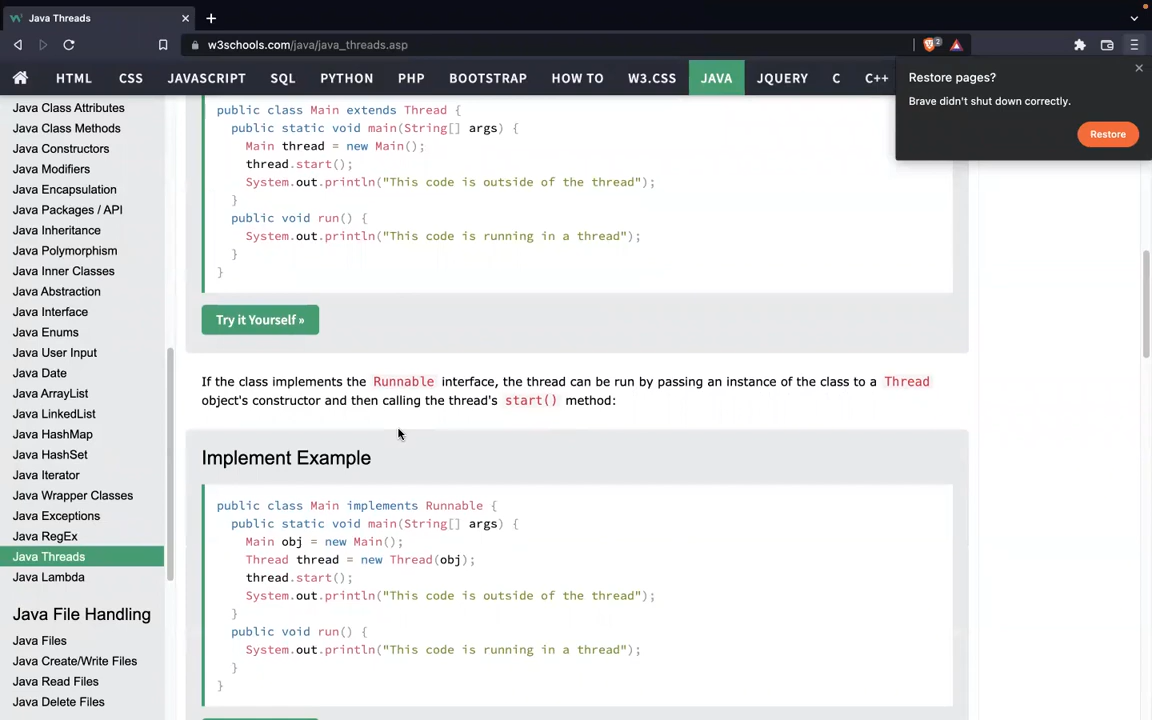 Java Threads
w3schools.com/java/java_threads.asp
2
HTML CSS JAVASCRIPT SQL PYTHON PHP BOOTSTRAP HOW TO W3.CSS JAVA JQUERY C C++
Restore pages?
Brave didn't shut down correctly.
Restore
Java Class Attributes
Java Class Methods
Java Constructors
Java Modifiers
Java Encapsulation
Java Packages / API
Java Inheritance
Java Polymorphism
Java Inner Classes
Java Abstraction
Java Interface
Java Enums
Java User Input
Java Date
Java ArrayList
Java LinkedList
Java HashMap
Java HashSet
Java Iterator
Java Wrapper Classes
Java Exceptions
Java RegEx
Java Threads
Java Lambda
Java File Handling
Java Files
Java Create/Write Files
Java Read Files
Java Delete Files
public class Main extends Thread {
public static void main(String[] args) {
Main thread = new Main();
thread.start();
System.out.println("This code is outside of the thread");
}
public void run() {
System.out.println("This code is running in a thread");
}
}
Try it Yourself »
If the class implements the Runnable interface, the thread can be run by passing an instance of the class to a Thread
object's constructor and then calling the thread's start() method:
Implement Example
public class Main implements Runnable {
public static void main(String[] args) {
Main obj = new Main();
Thread thread = new Thread(obj);
thread.start();
System.out.println("This code is outside of the thread");
}
public void run() {
System.out.println("This code is running in a thread");
}
}